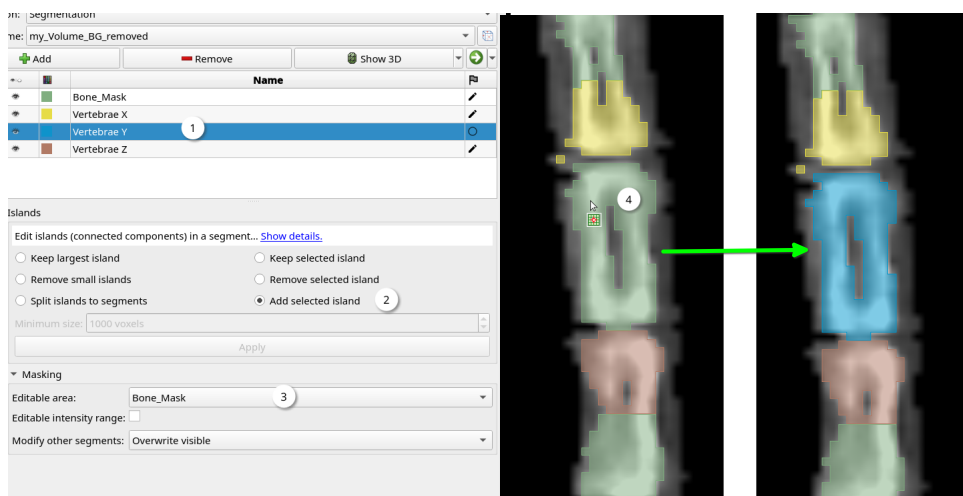 on: Segmentation
me: my_Volume_BG_removed
Add Remove Show 3D
Name
Bone_Mask
Vertebrae X
Vertebrae Y 1
Vertebrae Z
Islands
Edit islands (connected components) in a segment... Show details.
Keep largest island Keep selected island
Remove small islands Remove selected island
Split islands to segments Add selected island 2
Minimum size: 1000 voxels
Apply
Masking
Editable area: Bone_Mask 3
Editable intensity range:
Modify other segments: Overwrite visible
4